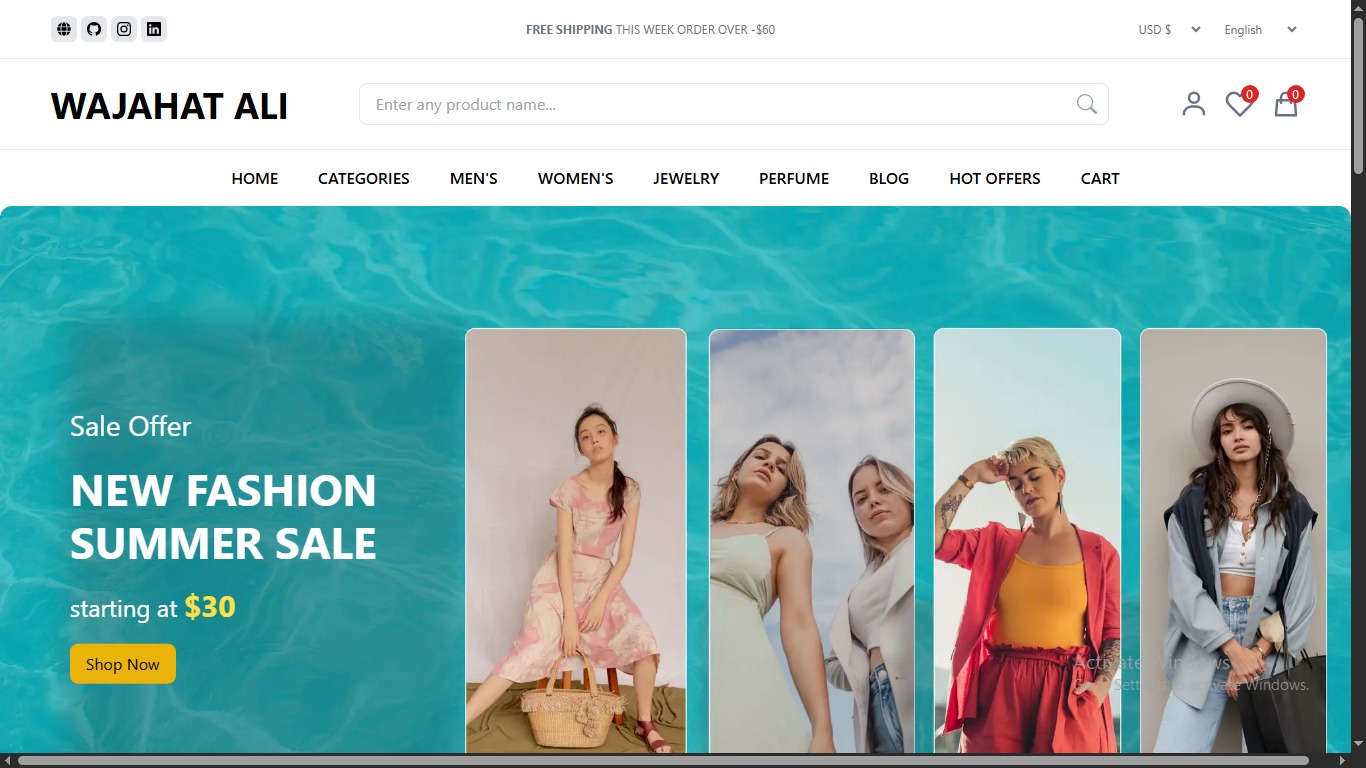 FREE SHIPPING THIS WEEK ORDER OVER -$60
USD $
English
WAJAHAT ALI
Enter any product name...
0
0
HOME
CATEGORIES
MEN'S
WOMEN'S
JEWELRY
PERFUME
BLOG
HOT OFFERS
CART
Sale Offer
NEW FASHION
SUMMER SALE
starting at $30
Shop Now
Activate Windows
Go to Settings to activate Windows.